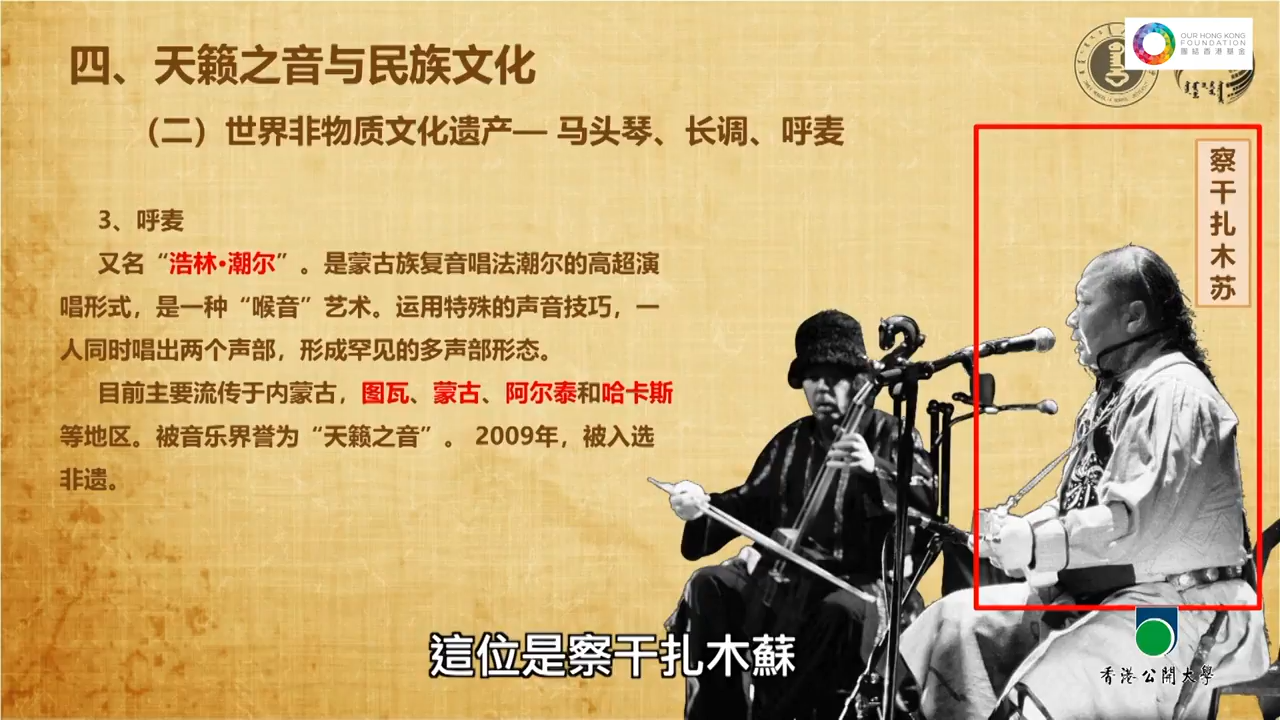 四、天籁之音与民族文化
OUR HONG KONG
FOUNDATION
團結香港基金
（二）世界非物质文化遗产— 马头琴、长调、呼麦
察干扎木苏
3、呼麦
又名“浩林·潮尔”。是蒙古族复音唱法潮尔的高超演
唱形式，是一种“喉音”艺术。运用特殊的声音技巧，一
人同时唱出两个声部，形成罕见的多声部形态。
目前主要流传于内蒙古，图瓦、蒙古、阿尔泰和哈卡斯
等地区。被音乐界誉为“天籁之音”。 2009年，被入选
非遗。
這位是察干扎木蘇
香港公開大學